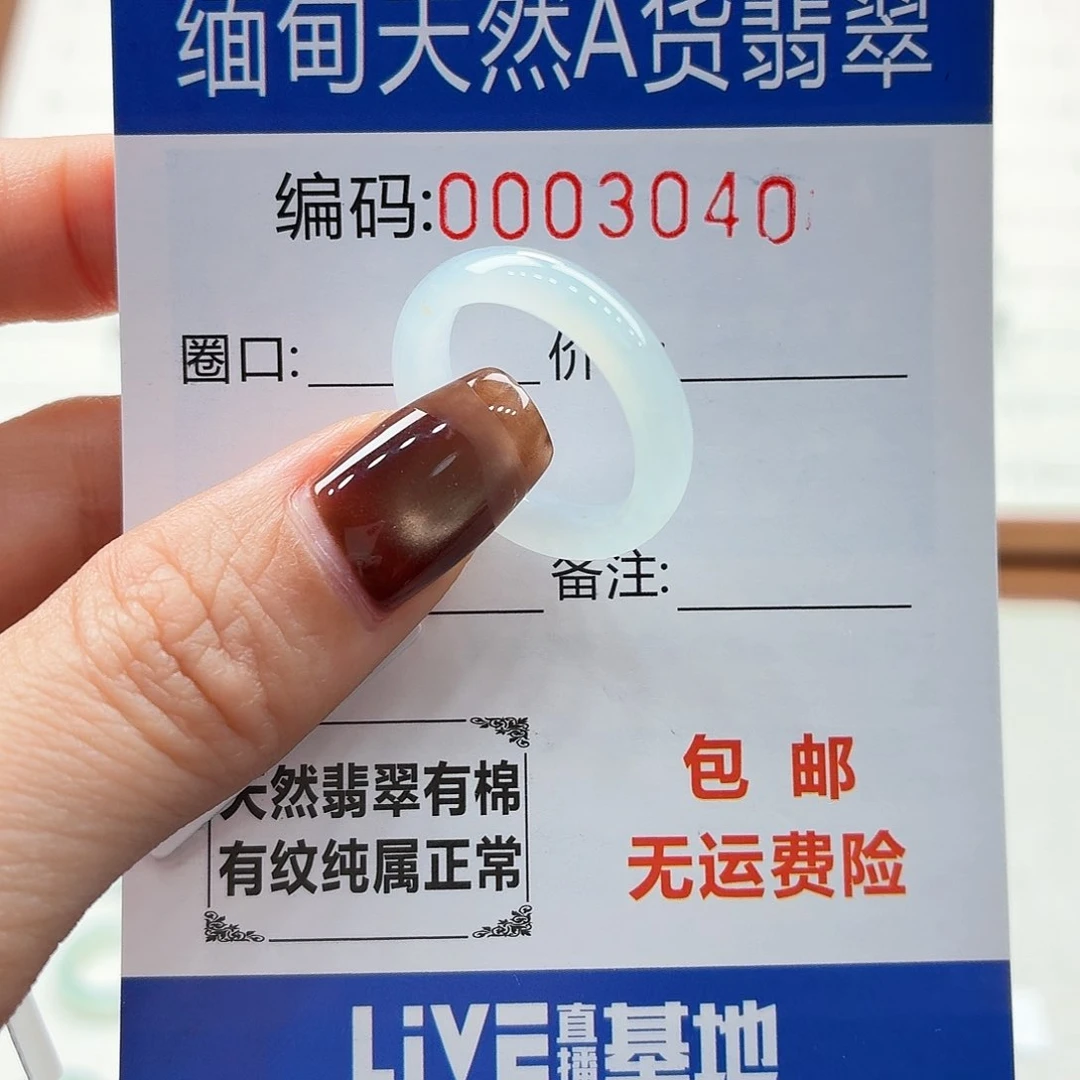 缅甸天然A货翡翠
编码:0003040
圈口: 价
备注:
天然翡翠有棉
有纹纯属正常
包邮
无运费险
LiVE直播基地